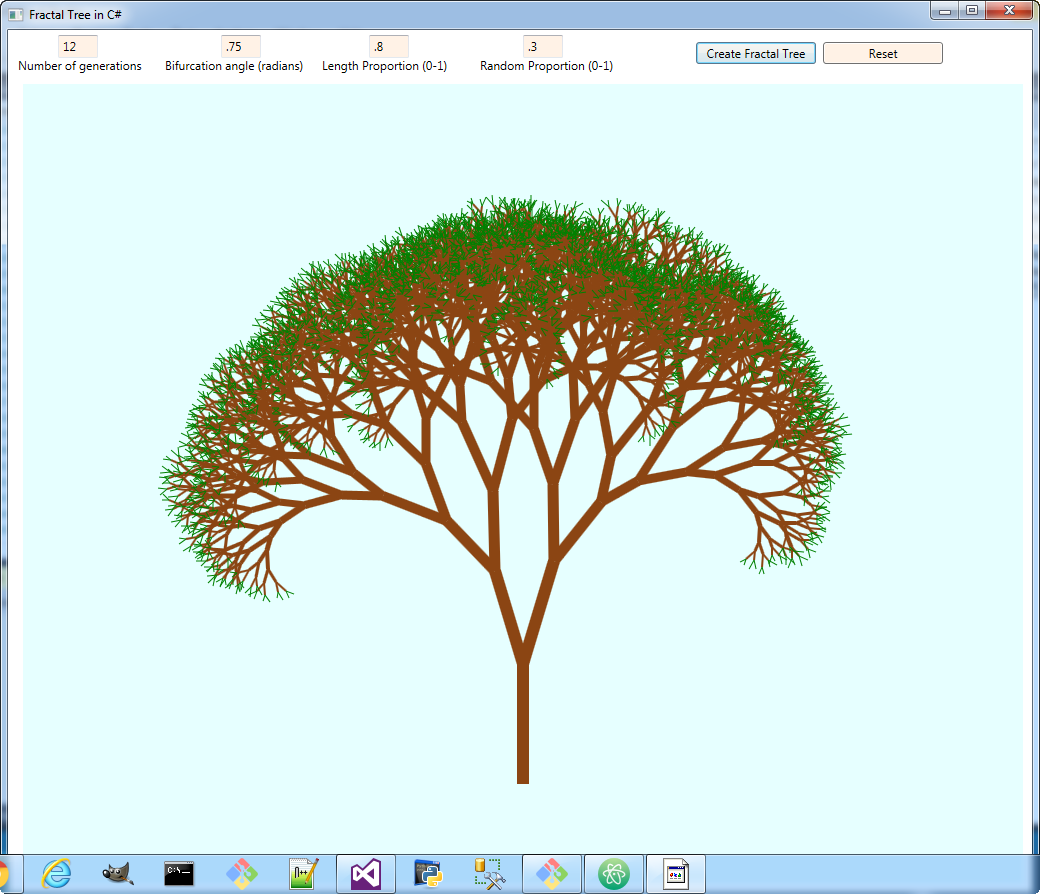 Fractal Tree in C#
12
.75
.8
.3
Create Fractal Tree
Reset
Number of generations
Bifurcation angle (radians)
Length Proportion (0-1)
Random Proportion (0-1)